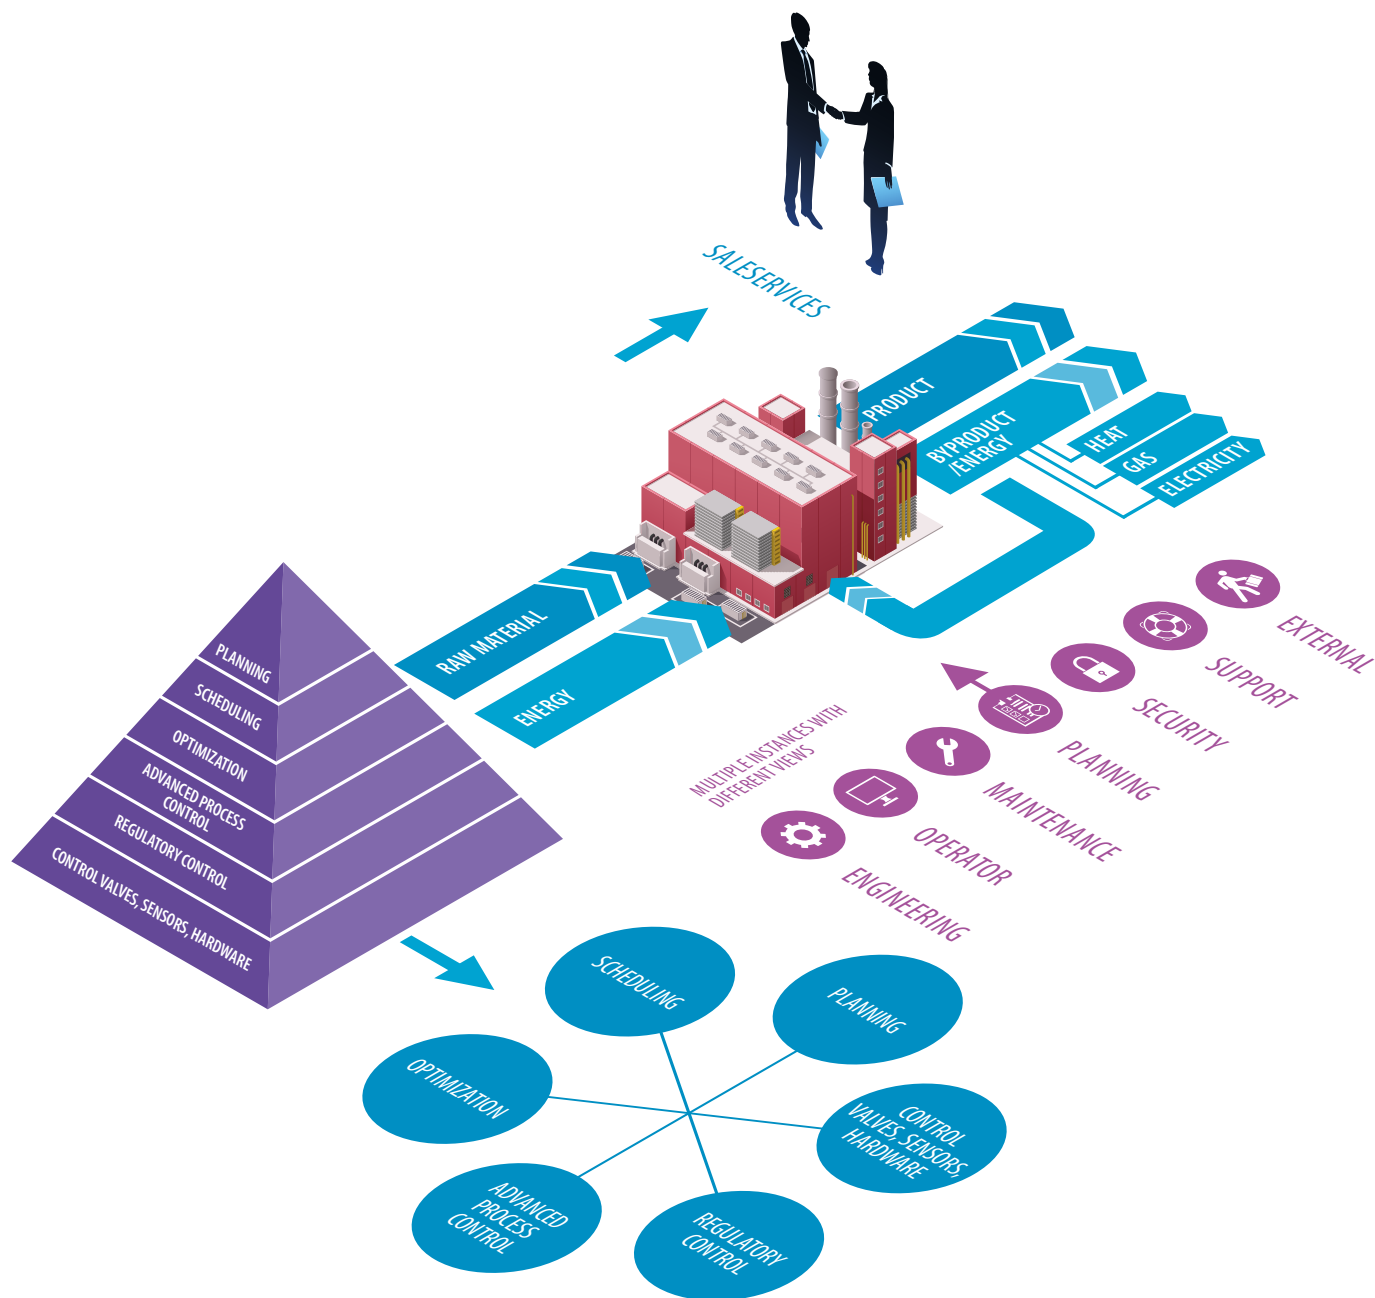 SALESERVICES
PRODUCT
BYPRODUCT
/ENERGY
HEAT
GAS
ELECTRICITY
RAW MATERIAL
ENERGY
PLANNING
SCHEDULING
OPTIMIZATION
ADVANCED PROCESS
CONTROL
REGULATORY CONTROL
CONTROL VALVES, SENSORS, HARDWARE
MULTIPLE INSTANCES WITH
DIFFERENT VIEWS
EXTERNAL
SUPPORT
SECURITY
PLANNING
MAINTENANCE
OPERATOR
ENGINEERING
SCHEDULING
PLANNING
OPTIMIZATION
CONTROL
VALVES, SENSORS,
HARDWARE
ADVANCED
PROCESS
CONTROL
REGULATORY
CONTROL